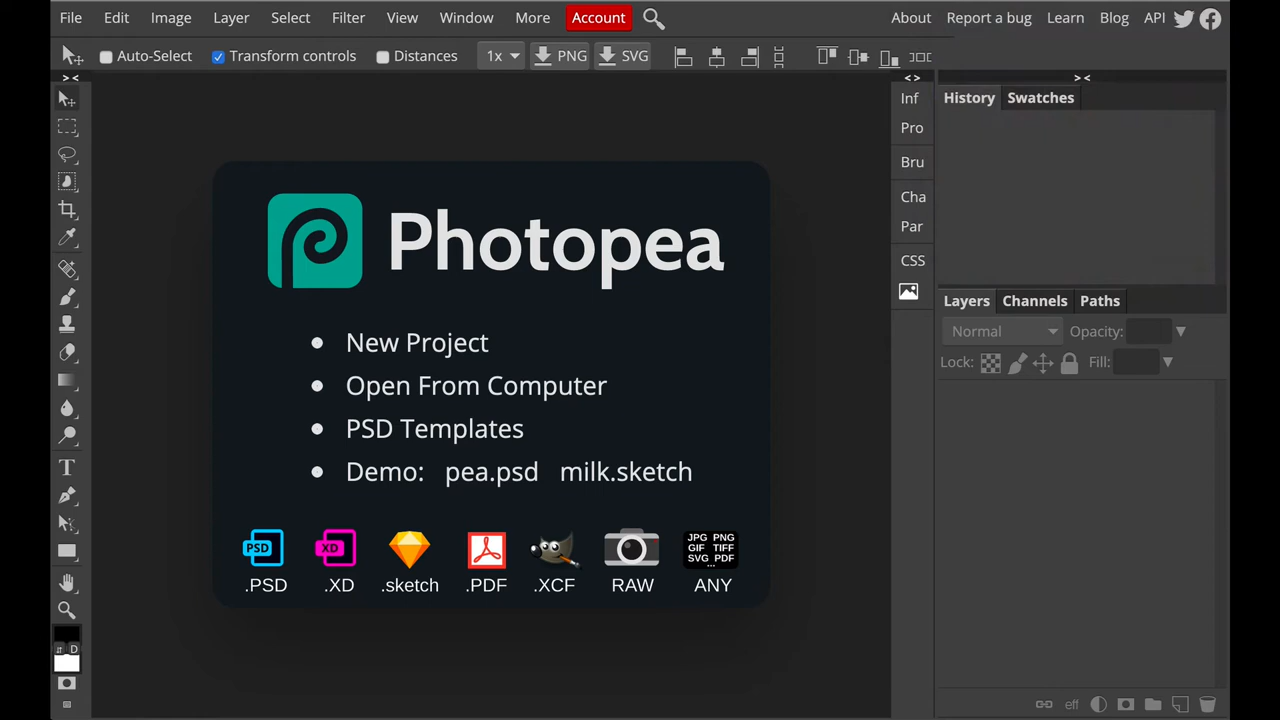 File Edit Image Layer Select Filter View Window More Account About Report a bug Learn Blog API
Auto-Select Transform controls Distances 1x PNG SVG
> < < > > <
Inf
Pro
Bru
Cha
Par
CSS
History Swatches
Layers Channels Paths
Normal Opacity:
Lock: Fill:
Photopea
New Project
Open From Computer
PSD Templates
Demo: pea.psd milk.sketch
PSD XD JPG PNG
GIF TIFF
SVG PDF
...
.PSD .XD .sketch .PDF .XCF RAW ANY
T
D
eff